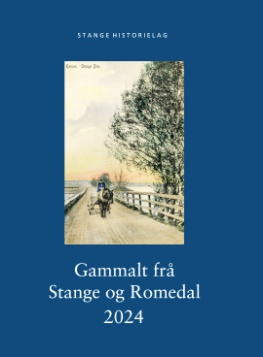 STANGE HISTORIELAG
Gammalt frå
Stange og Romedal
2024